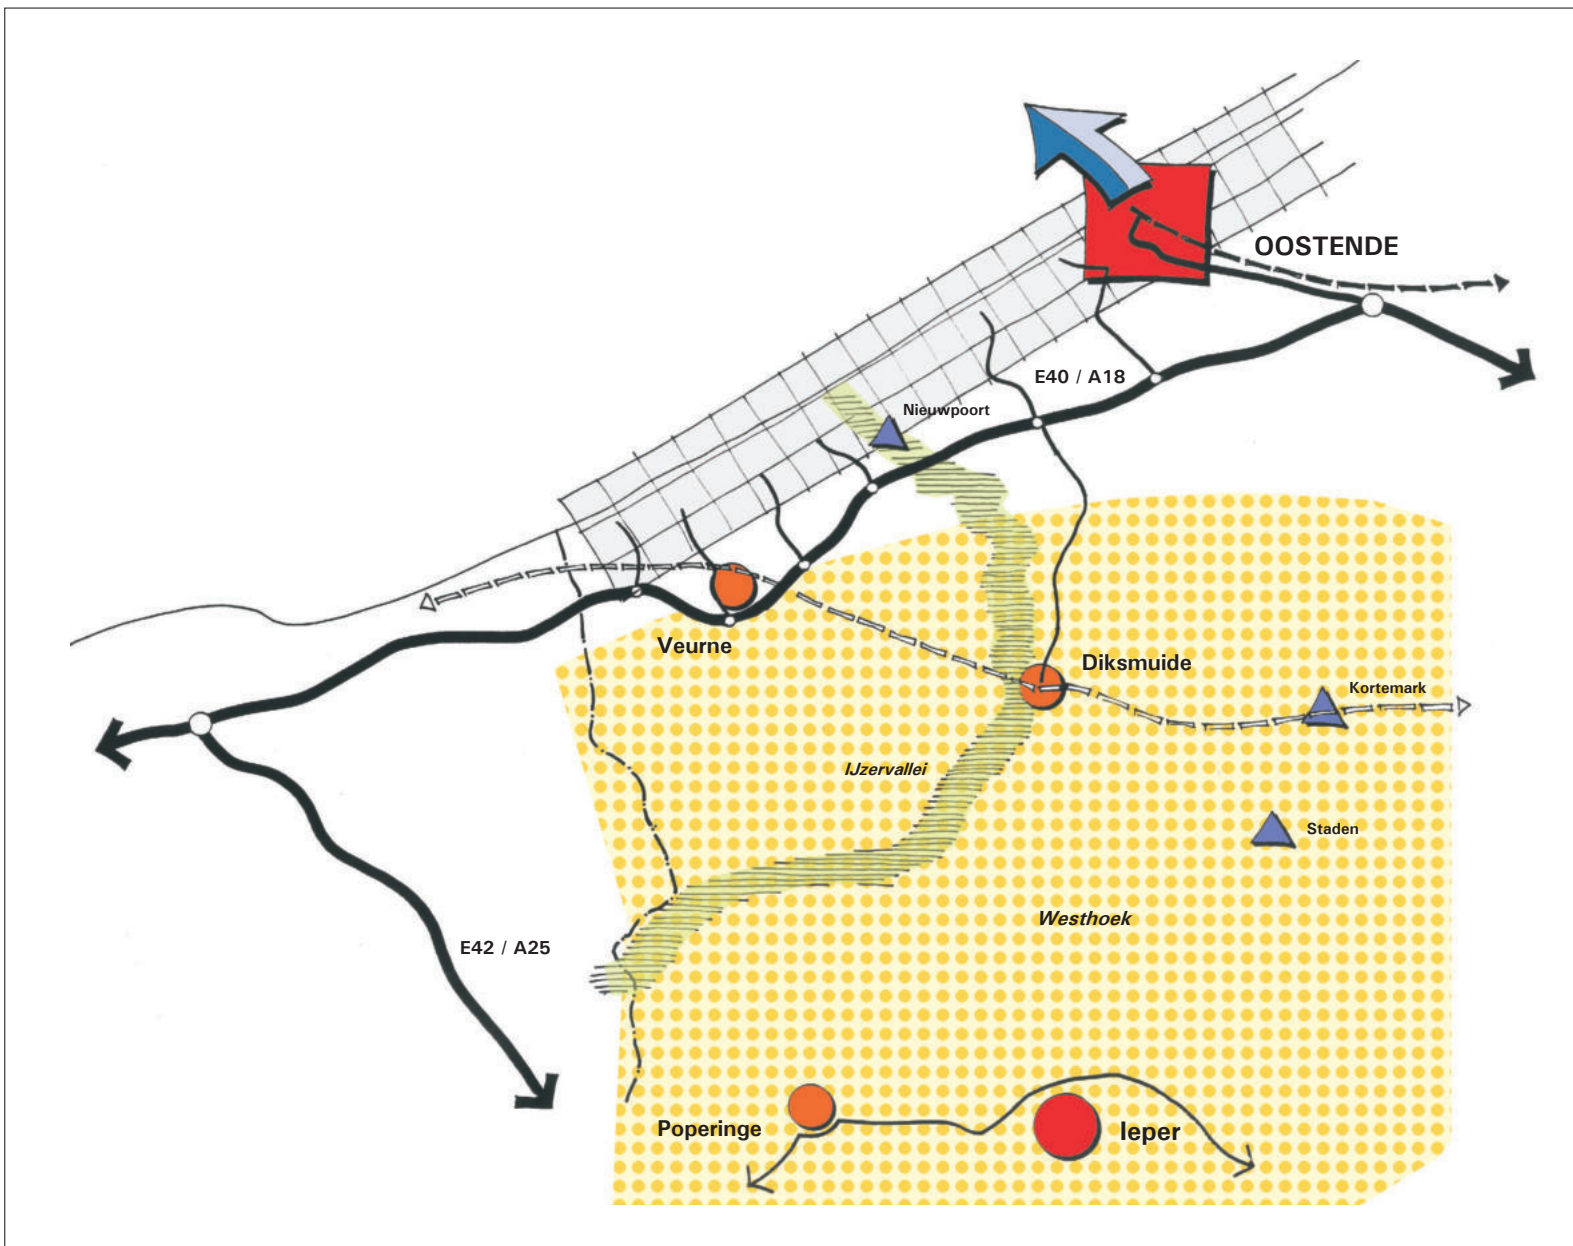 OOSTENDE
E40 / A18
Nieuwpoort
Veurne
Diksmuide
Kortemark
IJzervallei
Staden
Westhoek
E42 / A25
Poperinge
Ieper